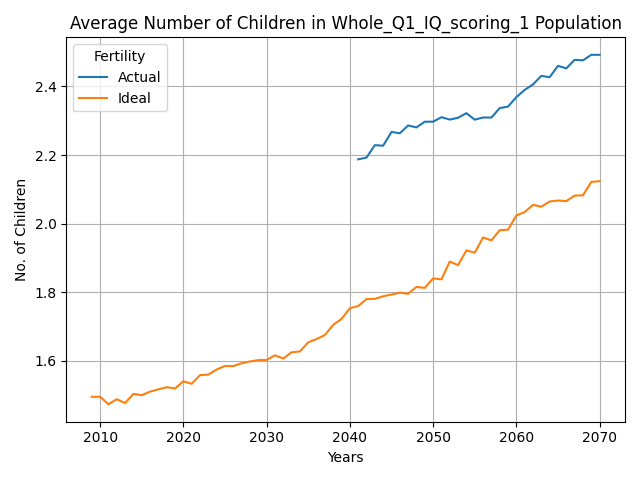 Average Number of Children in Whole_Q1_IQ_scoring_1 Population
Fertility
Actual
Ideal
No. of Children
2.4
2.2
2.0
1.8
1.6
2010 2020 2030 2040 2050 2060 2070
Years